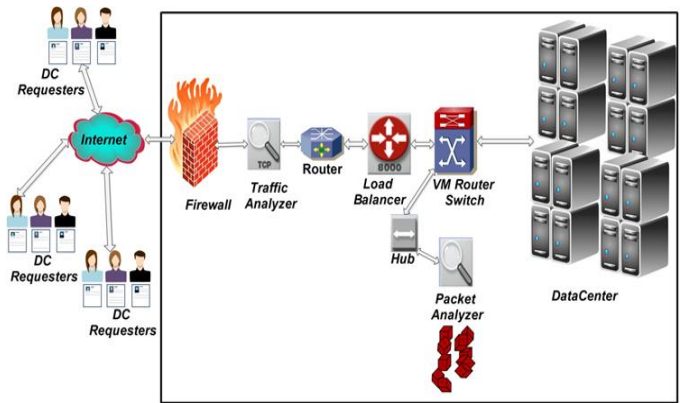 DC
Requesters
Internet
DC
Requesters
DC
Requesters
Firewall
TCP
Traffic
Analyzer
Router
8000
Load
Balancer
VM Router
Switch
Hub
Packet
Analyzer
DataCenter